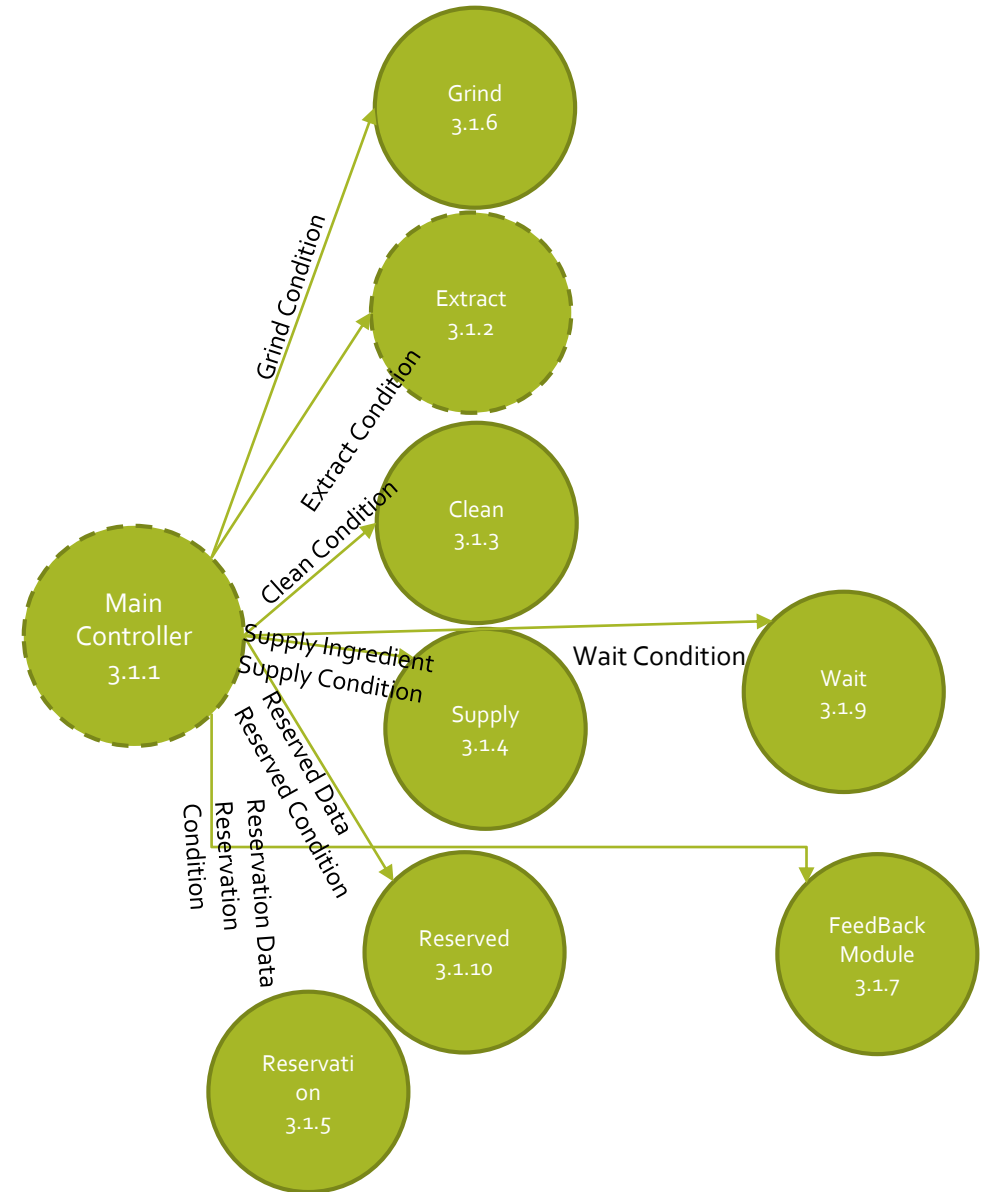 Grind
3.1.6
Grind Condition
Extract
3.1.2
Extract Condition
Clean
3.1.3
Clean Condition
Main
Controller
3.1.1
Supply Ingredient
Supply Condition
Wait Condition
Wait
3.1.9
Supply
3.1.4
Reserved Data
Reserved Condition
Reservation Data
Reservation
Condition
Reserved
3.1.10
FeedBack
Module
3.1.7
Reservati
on
3.1.5